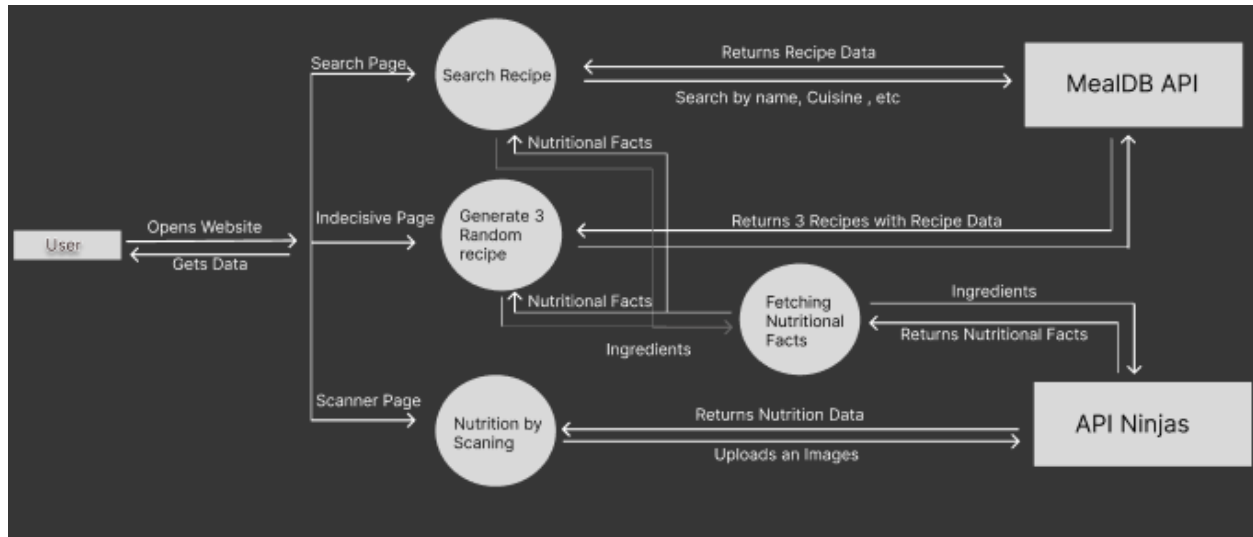 Search Page
Search Recipe
Returns Recipe Data
Search by name, Cuisine , etc
MealDB API
Nutritional Facts
User
Opens Website
Gets Data
Indecisive Page
Generate 3
Random
recipe
Returns 3 Recipes with Recipe Data
Nutritional Facts
Ingredients
Fetching
Nutritional
Facts
Ingredients
Returns Nutritional Facts
Scanner Page
Nutrition by
Scaning
Returns Nutrition Data
Uploads an Images
API Ninjas